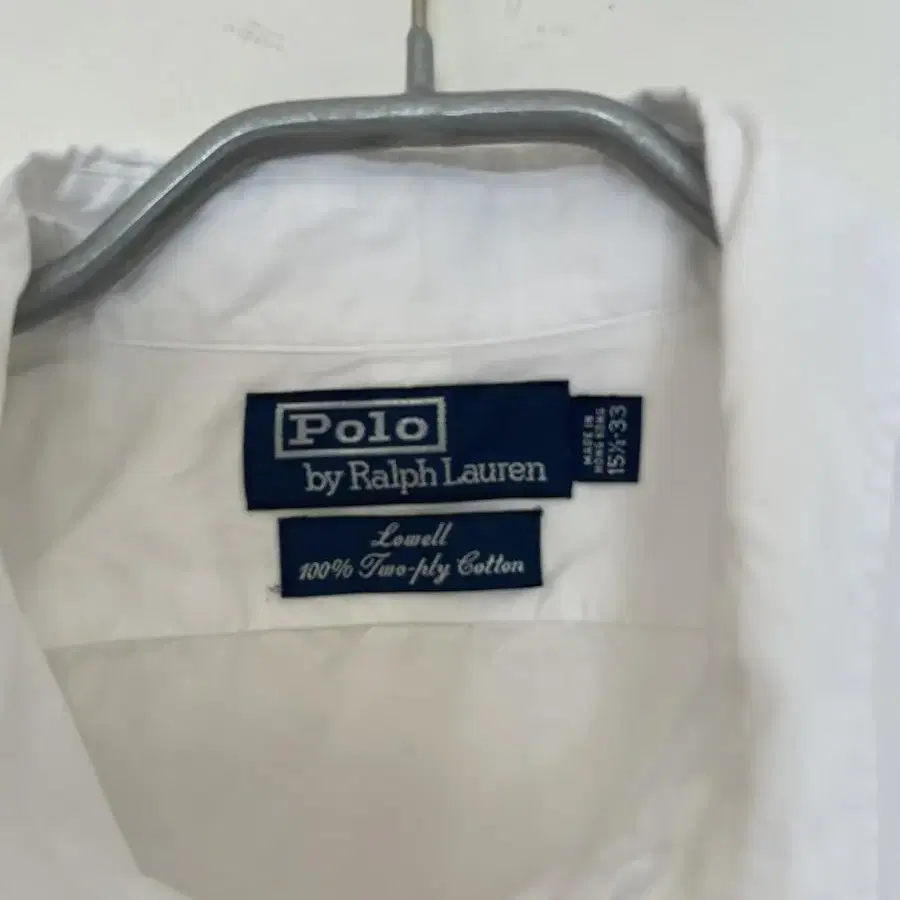 Polo
by Ralph Lauren
MADE IN
HONG KONG
15½-33
Lowell
100% Two-ply Cotton